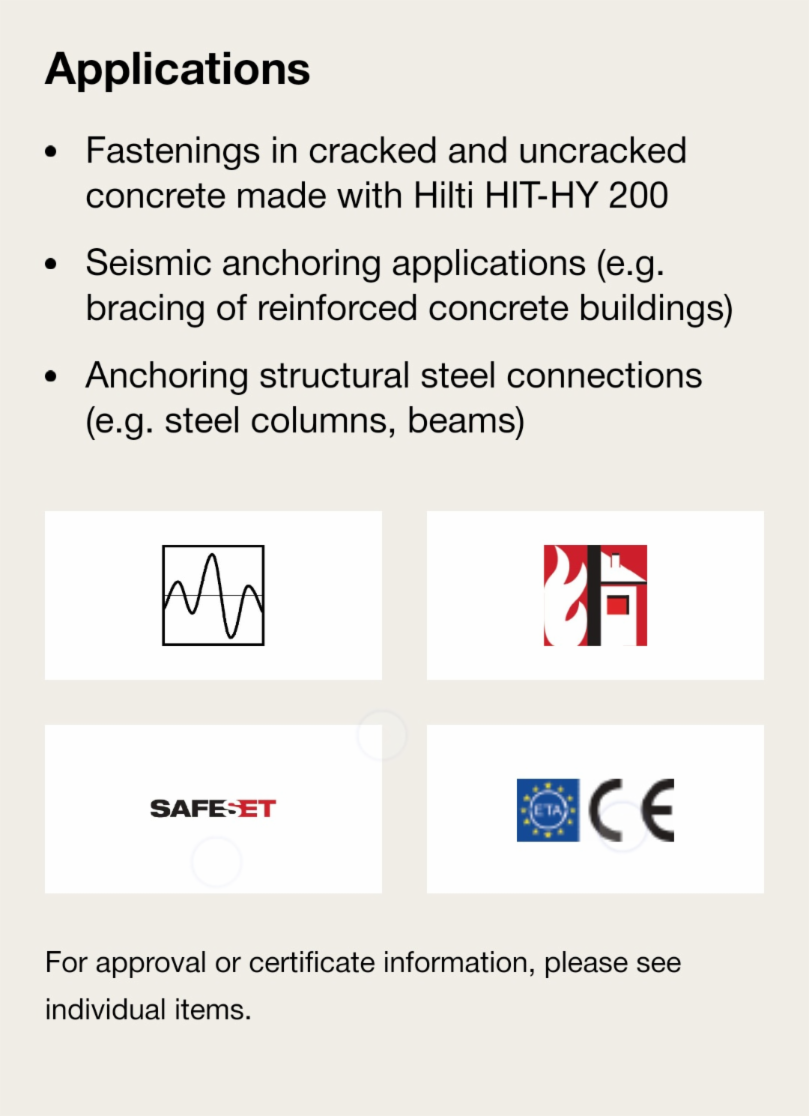 Applications
• Fastenings in cracked and uncracked
concrete made with Hilti HIT-HY 200
• Seismic anchoring applications (e.g.
bracing of reinforced concrete buildings)
• Anchoring structural steel connections
(e.g. steel columns, beams)
SAFESET
ETA CE
For approval or certificate information, please see
individual items.